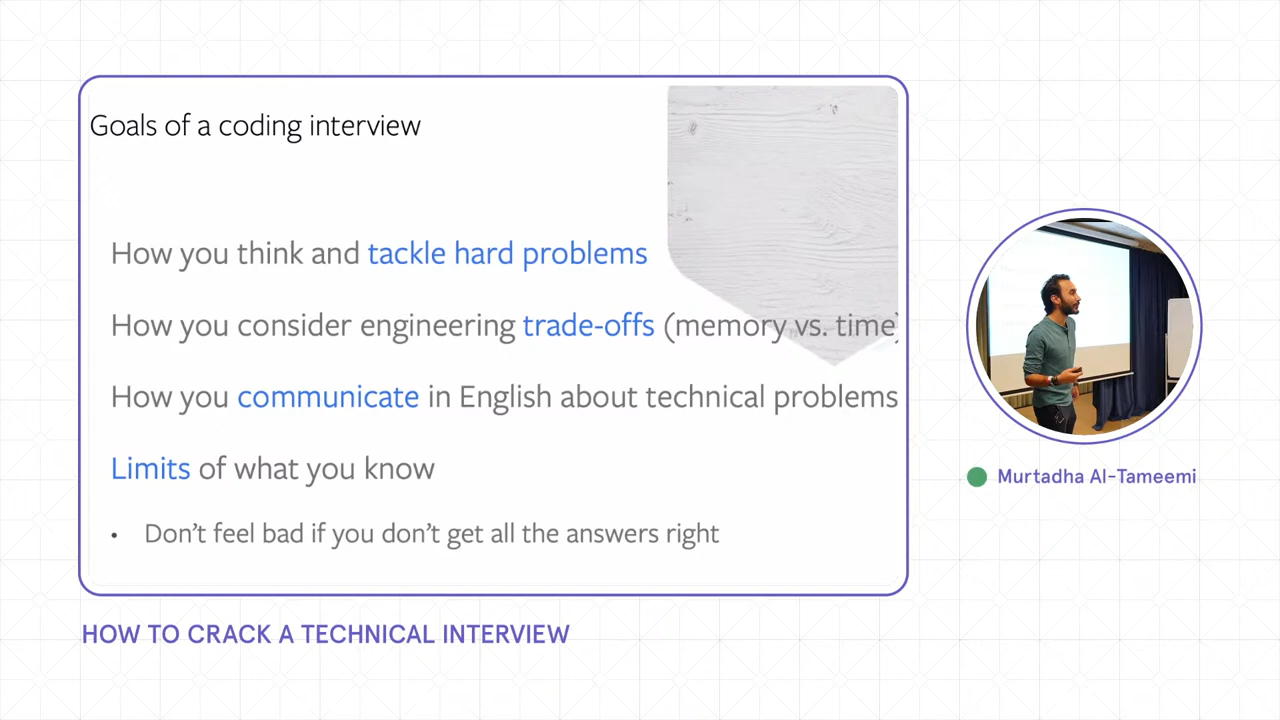 Goals of a coding interview
How you think and tackle hard problems
How you consider engineering trade-offs (memory vs. time)
How you communicate in English about technical problems
Limits of what you know
• Don’t feel bad if you don’t get all the answers right
Murtadha Al-Tameemi
HOW TO CRACK A TECHNICAL INTERVIEW